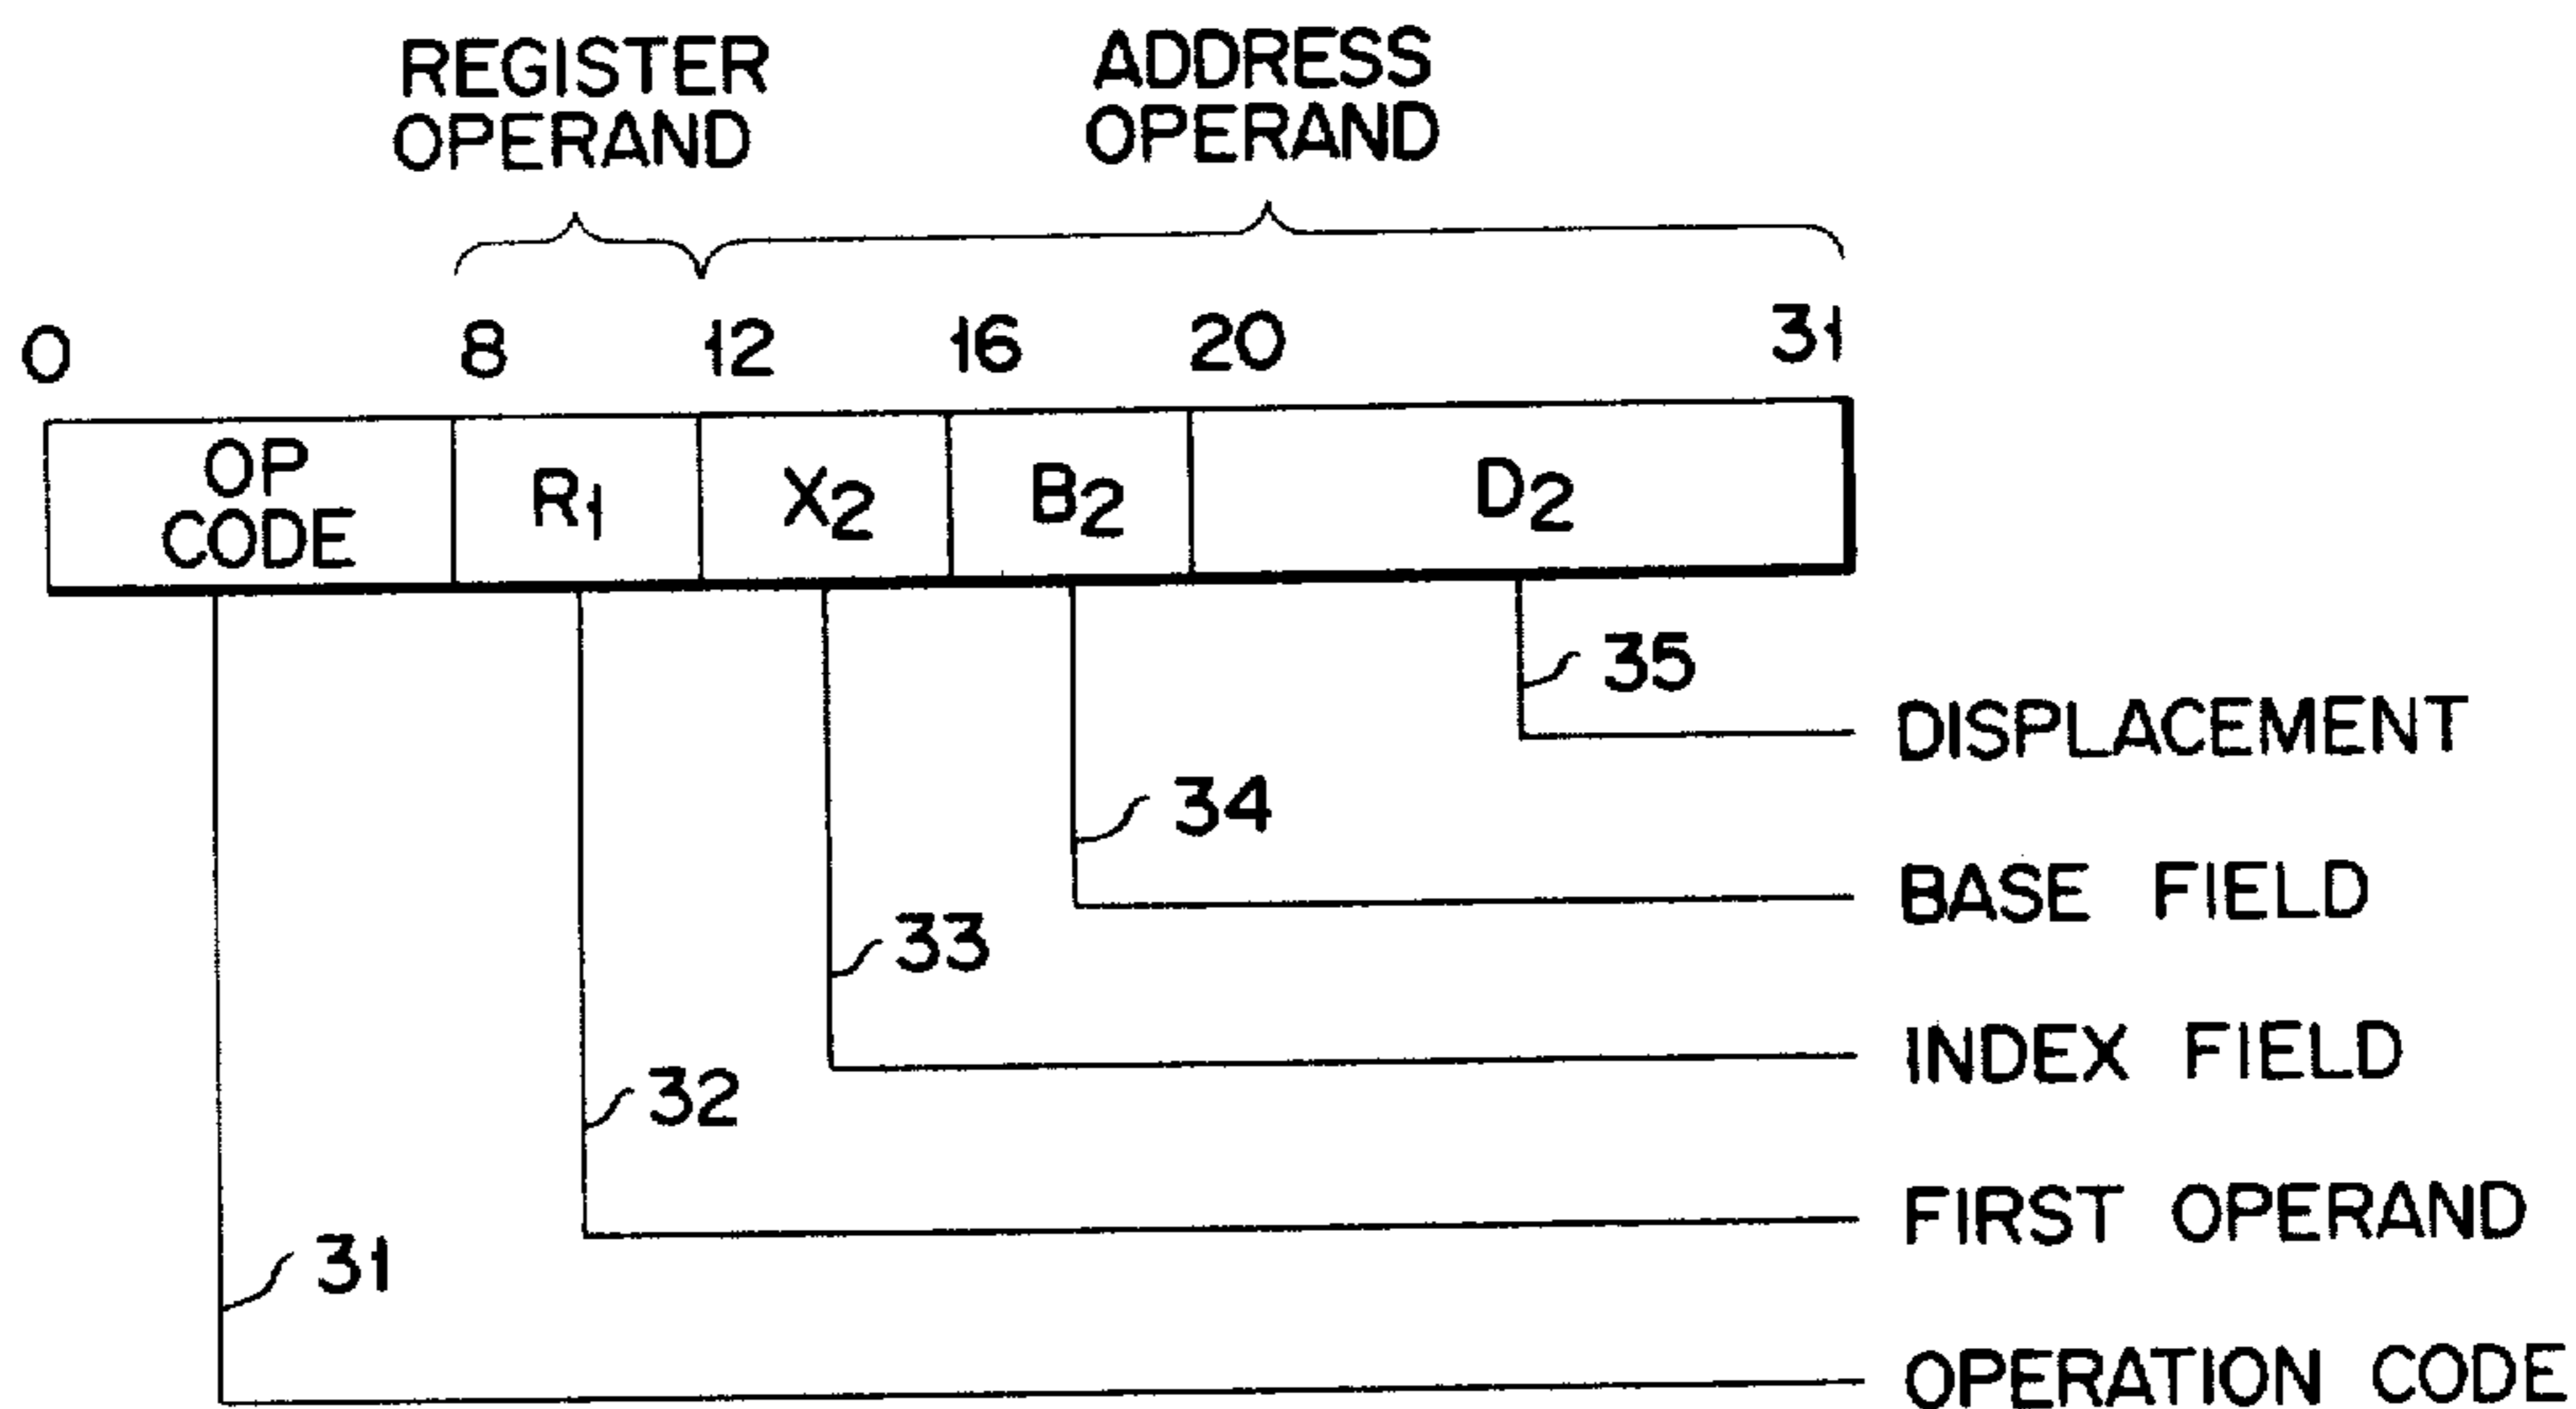 REGISTER OPERAND
ADDRESS OPERAND
0 8 12 16 20 31
OP CODE R1 X2 B2 D2
35
DISPLACEMENT
34
BASE FIELD
33
INDEX FIELD
32
FIRST OPERAND
31
OPERATION CODE